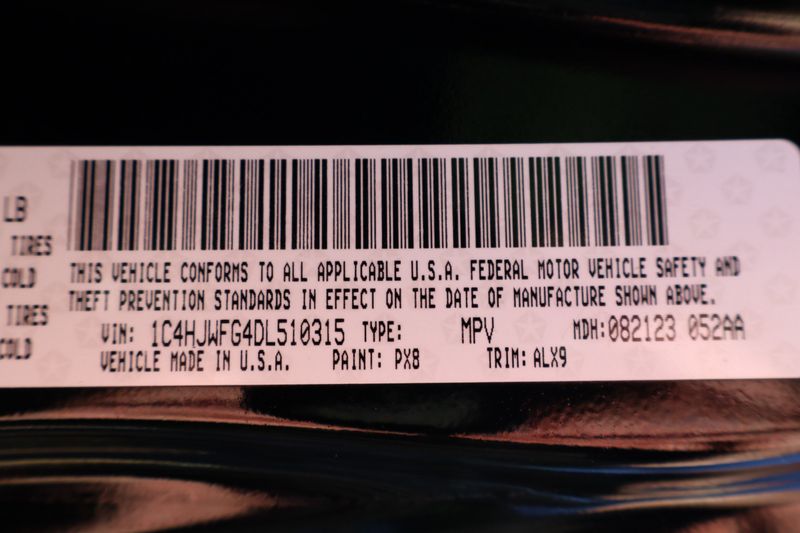 LB
TIRES
COLD
TIRES
COLD
THIS VEHICLE CONFORMS TO ALL APPLICABLE U.S.A. FEDERAL MOTOR VEHICLE SAFETY AND
THEFT PREVENTION STANDARDS IN EFFECT ON THE DATE OF MANUFACTURE SHOWN ABOVE.
VIN: 1C4HJWFG4DL510315 TYPE: MPV MDH:082123 052AA
VEHICLE MADE IN U.S.A. PAINT: PX8 TRIM: ALX9